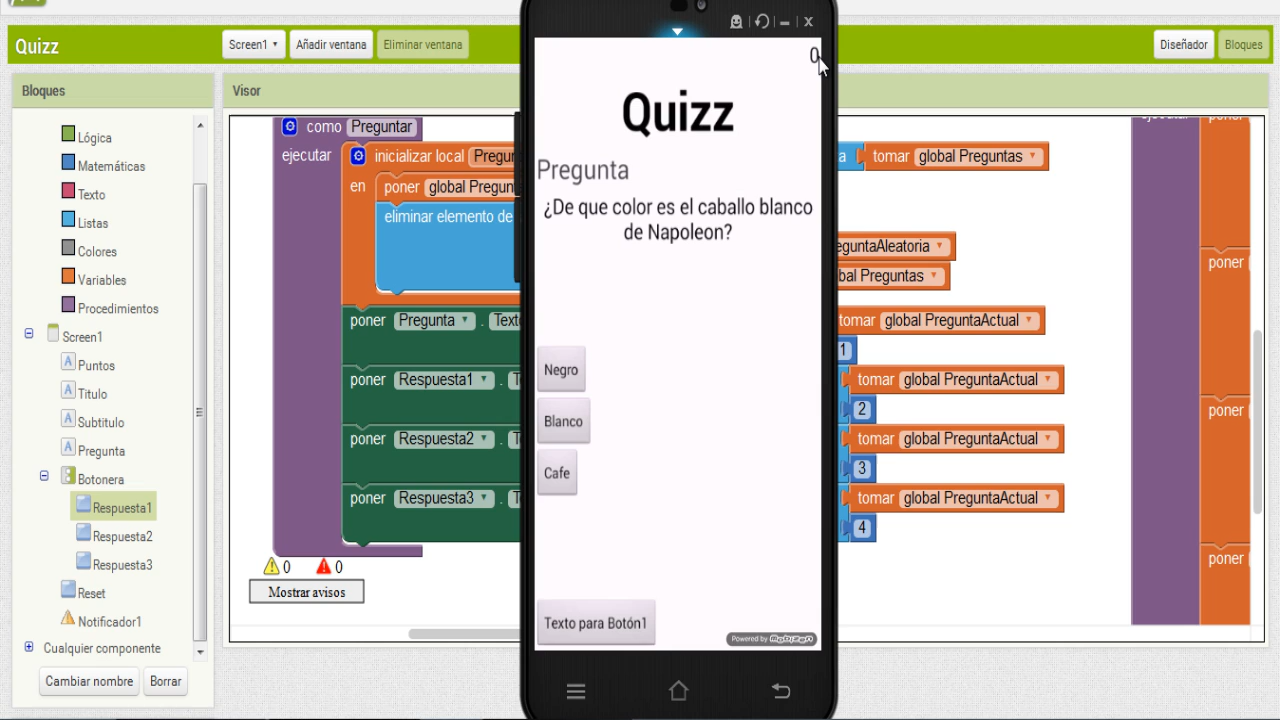 Quizz
Screen1
Añadir ventana
Eliminar ventana
Diseñador
Bloques
Bloques
Lógica
Matemáticas
Texto
Listas
Colores
Variables
Procedimientos
Screen1
Puntos
Titulo
Subtitulo
Pregunta
Botonera
Respuesta1
Respuesta2
Respuesta3
Reset
Notificador1
Cualquier componente
Cambiar nombre
Borrar
Visor
como Preguntar
ejecutar
inicializar local
en
poner global
eliminar elemento de
poner Pregunta .
poner Respuesta1 .
poner Respuesta2 .
poner Respuesta3 .
0 0
Mostrar avisos
0
Quizz
Pregunta
¿De que color es el caballo blanco
de Napoleon?
Negro
Blanco
Cafe
Texto para Botón1
Powered by Mobizen
a tomar global Preguntas
tomar global PreguntaActual
1
tomar global PreguntaActual
2
tomar global PreguntaActual
3
tomar global PreguntaActual
4
poner
poner
poner